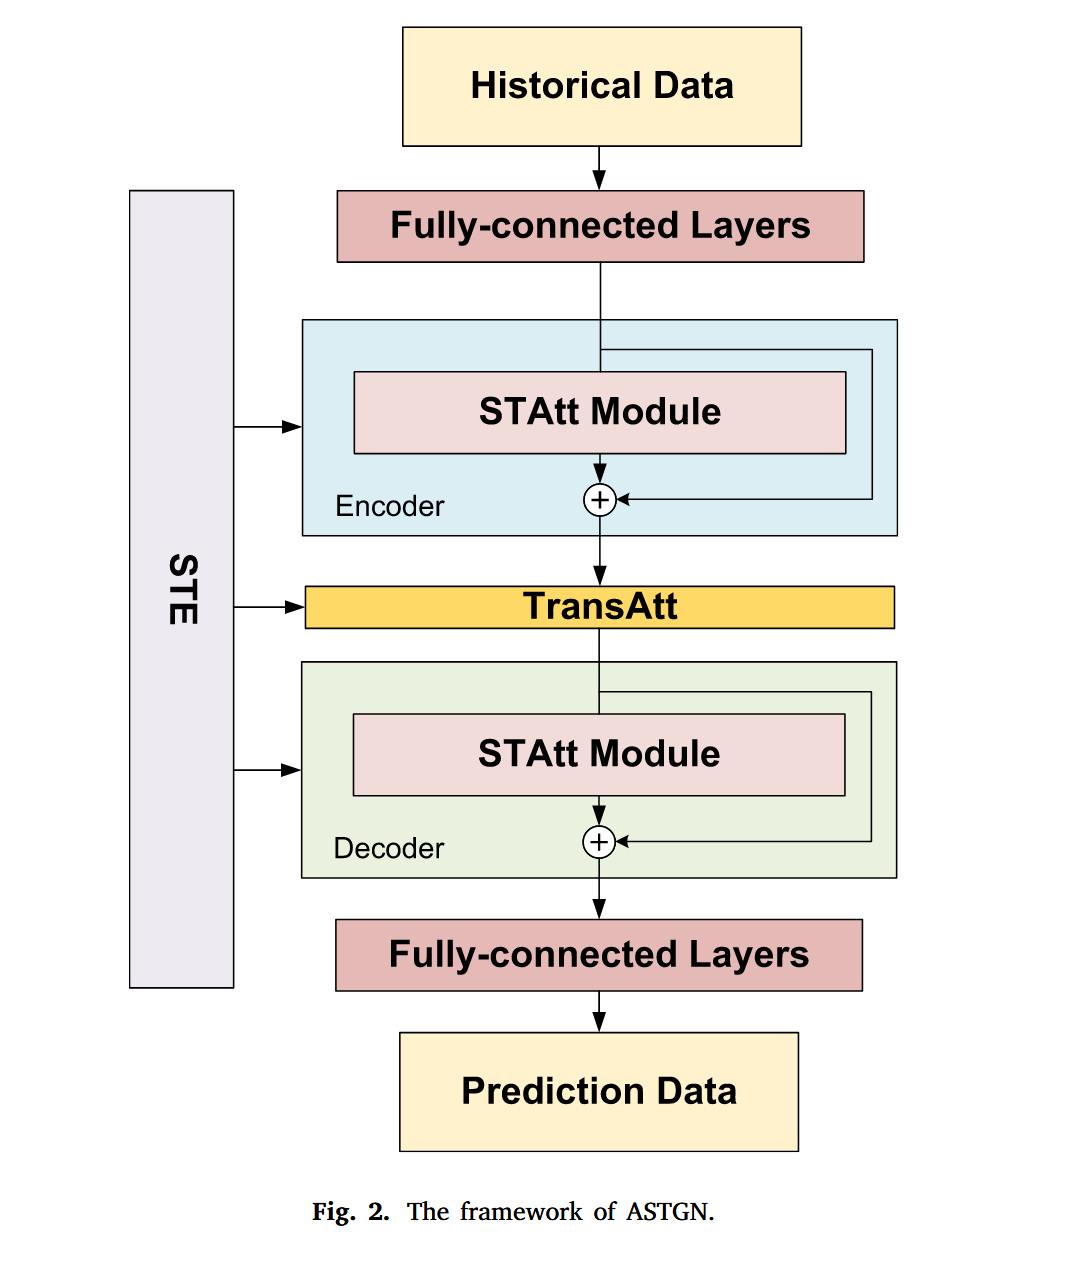 Historical Data
Fully-connected Layers
STAtt Module
Encoder
STE
TransAtt
STAtt Module
Decoder
Fully-connected Layers
Prediction Data
Fig. 2. The framework of ASTGN.